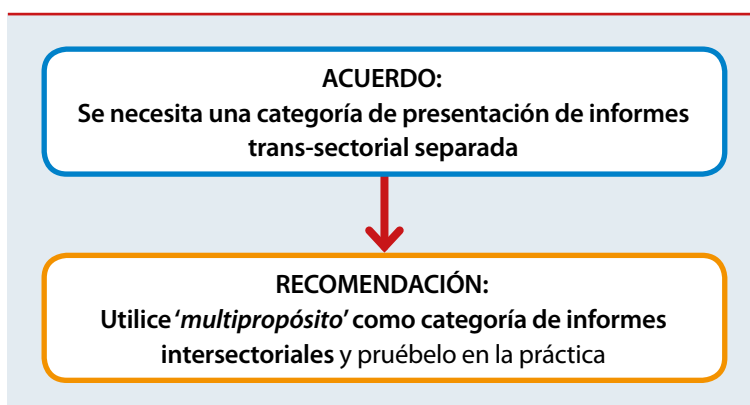 ACUERDO:
Se necesita una categoría de presentación de informes
trans-sectorial separada
RECOMENDACIÓN:
Utilice ‘multipropósito’ como categoría de informes
intersectoriales y pruébelo en la práctica